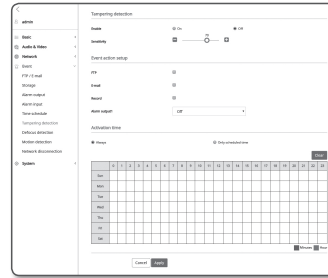 admin
Basic
Audio & Video
Network
Event
FTP / E-mail
Storage
Alarm output
Alarm input
Time schedule
Tampering detection
Defocus detection
Motion detection
Network disconnection
System
Tampering detection
Enable
On
Off
Sensitivity
Event action setup
FTP
E-mail
Record
Alarm output1
Off
Activation time
Always
Only scheduled time
Clear
0 1 2 3 4 5 6 7 8 9 10 11 12 13 14 15 16 17 18 19 20 21 22 23
Sun
Mon
Tue
Wed
Thu
Fri
Sat
Minutes
Hour
Cancel
Apply